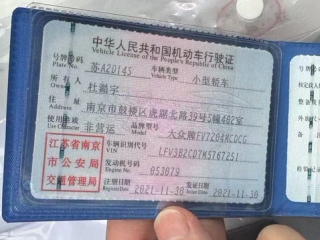 中华人民共和国机动车行驶证
Vehicle License of the People's Republic of China
号牌号码 Plate No. 苏A20145 车辆类型 Vehicle Type 小型轿车
所有人 Owner 杜瀚宇
住址 Address 南京市鼓楼区虎踞北路39号5幢402室
使用性质 Use Character 非营运 品牌型号 Model 大众牌FV7204HCDCG
江苏省南京市公安局交通管理局
车辆识别代号 VIN LFV3B2CD7M5767251
发动机号码 Engine No. 053079
注册日期 Register Date 2021-11-30 发证日期 Issue Date 2021-11-30